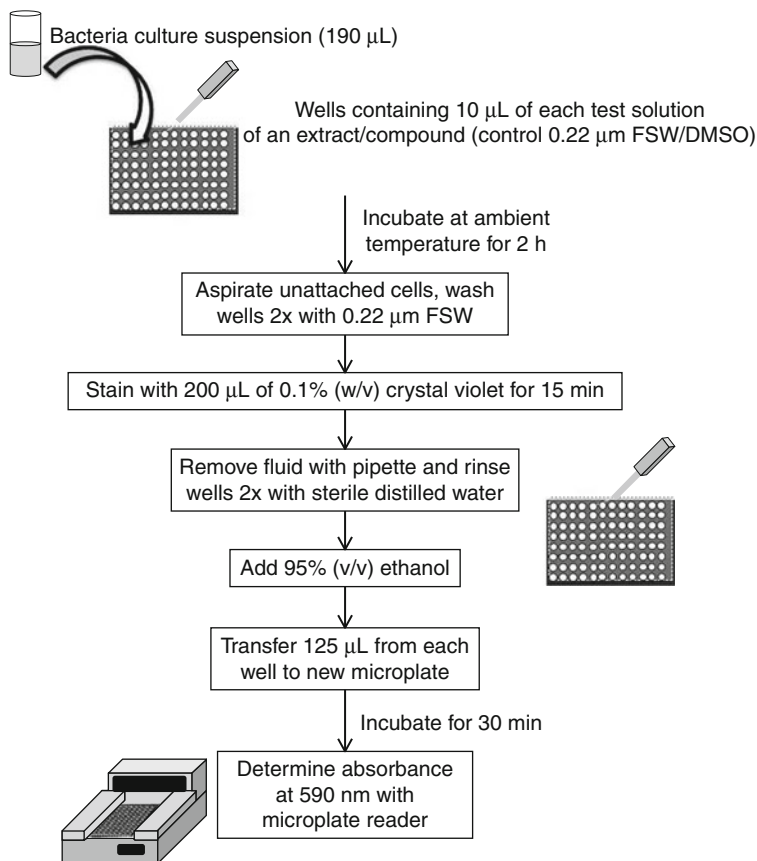 Bacteria culture suspension (190 μL)
Wells containing 10 μL of each test solution
of an extract/compound (control 0.22 μm FSW/DMSO)
Incubate at ambient
temperature for 2 h
Aspirate unattached cells, wash
wells 2x with 0.22 μm FSW
Stain with 200 μL of 0.1% (w/v) crystal violet for 15 min
Remove fluid with pipette and rinse
wells 2x with sterile distilled water
Add 95% (v/v) ethanol
Transfer 125 μL from each
well to new microplate
Incubate for 30 min
Determine absorbance
at 590 nm with
microplate reader